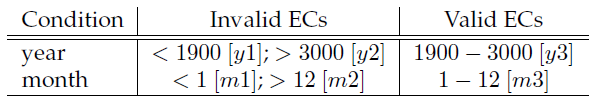 Condition Invalid ECs Valid ECs
year < 1900 [y1]; > 3000 [y2] 1900 – 3000 [y3]
month < 1 [m1]; > 12 [m2] 1 – 12 [m3]